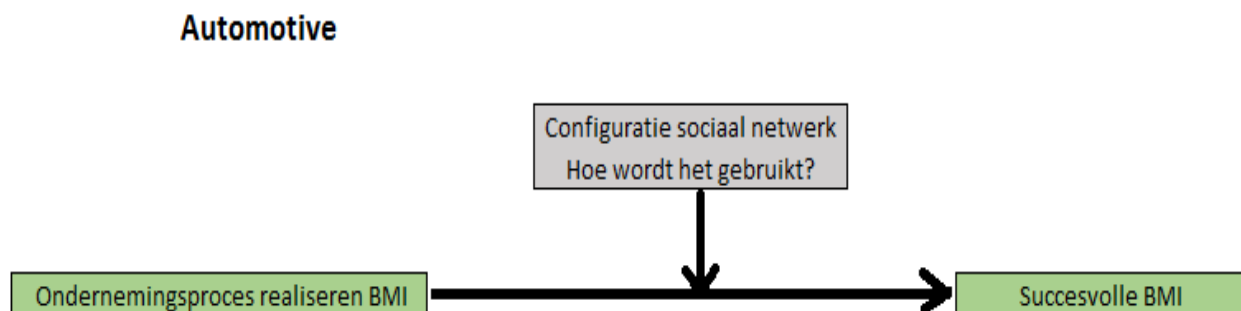 Automotive
Configuratie sociaal netwerk
Hoe wordt het gebruikt?
Ondernemingsproces realiseren BMI
Succesvolle BMI